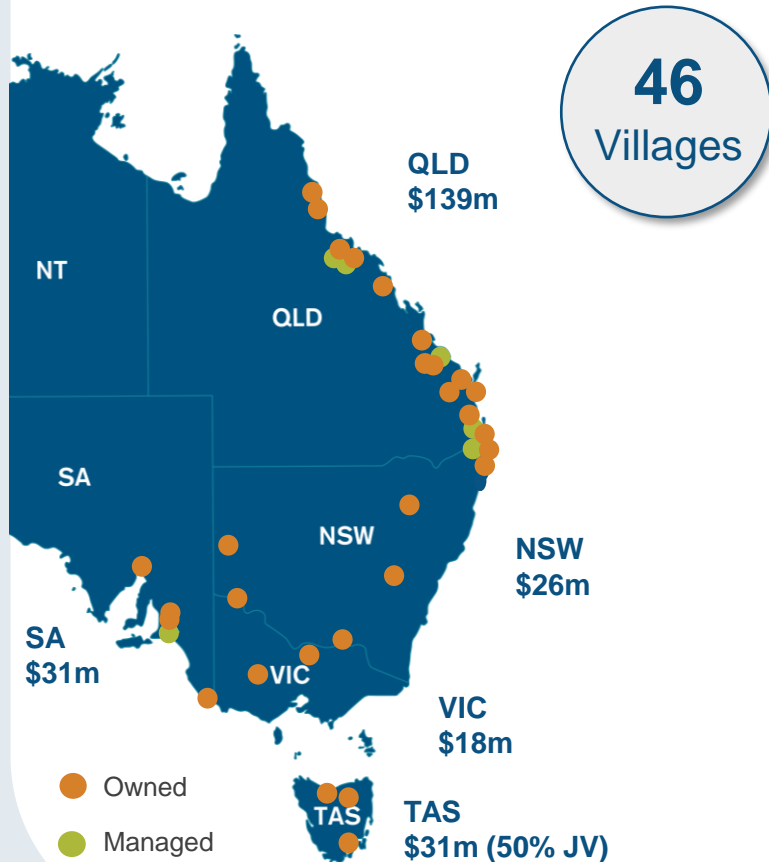 46
Villages
QLD
$139m
NT
QLD
SA
NSW
NSW
$26m
SA
$31m
VIC
VIC
$18m
Owned
TAS
TAS
$31m (50% JV)
Managed